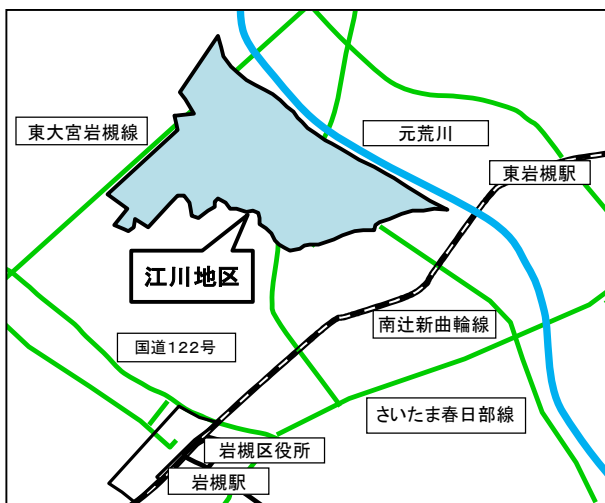 東大宮岩槻線
元荒川
東岩槻駅
江川地区
南辻新曲輪線
国道122号
さいたま春日部線
岩槻区役所
岩槻駅